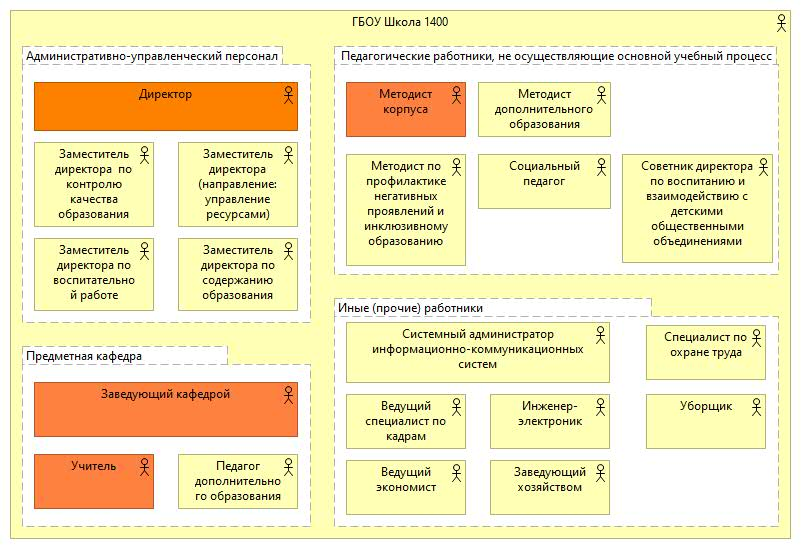 ГБОУ Школа 1400
Административно-управленческий персонал
Директор
Заместитель
директора по
контролю
качества
образования
Заместитель
директора
(направление:
управление
ресурсами)
Заместитель
директора по
воспитательно
й работе
Заместитель
директора по
содержанию
образования
Предметная кафедра
Заведующий кафедрой
Учитель
Педагог
дополнительно
го образования
Педагогические работники, не осуществляющие основной учебный процесс
Методист
корпуса
Методист
дополнительного
образования
Методист по
профилактике
негативных
проявлений и
инклюзивному
образованию
Социальный
педагог
Советник директора
по воспитанию и
взаимодействию с
детскими
общественными
объединениями
Иные (прочие) работники
Системный администратор
информационно-коммуникационных
систем
Специалист по
охране труда
Ведущий
специалист по
кадрам
Инженер-
электроник
Уборщик
Ведущий
экономист
Заведующий
хозяйством